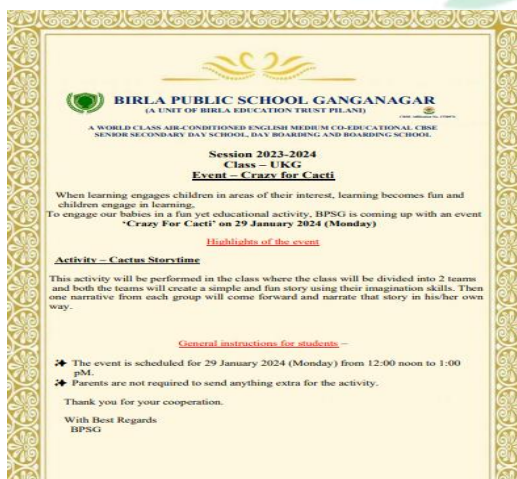 BIRLA PUBLIC SCHOOL GANGANAGAR
(A UNIT OF BIRLA EDUCATION TRUST PILANI)
A WORLD CLASS AIR-CONDITIONED ENGLISH MEDIUM CO-EDUCATIONAL CBSE
SENIOR SECONDARY DAY SCHOOL, DAY BOARDING AND BOARDING SCHOOL
Session 2023-2024
Class – UKG
Event – Crazy for Cacti
When learning engages children in areas of their interest, learning becomes fun and
children engage in learning,
To engage our babies in a fun yet educational activity, BPSG is coming up with an event
‘Crazy For Cacti’ on 29 January 2024 (Monday)
Highlights of the event
Activity – Cactus Storytime
This activity will be performed in the class where the class will be divided into 2 teams
and both the teams will create a simple and fun story using their imagination skills. Then
one narrative from each group will come forward and narrate that story in his/her own
way.
General instructions for students –
The event is scheduled for 29 January 2024 (Monday) from 12:00 noon to 1:00
pM.
Parents are not required to send anything extra for the activity.
Thank you for your cooperation.
With Best Regards
BPSG